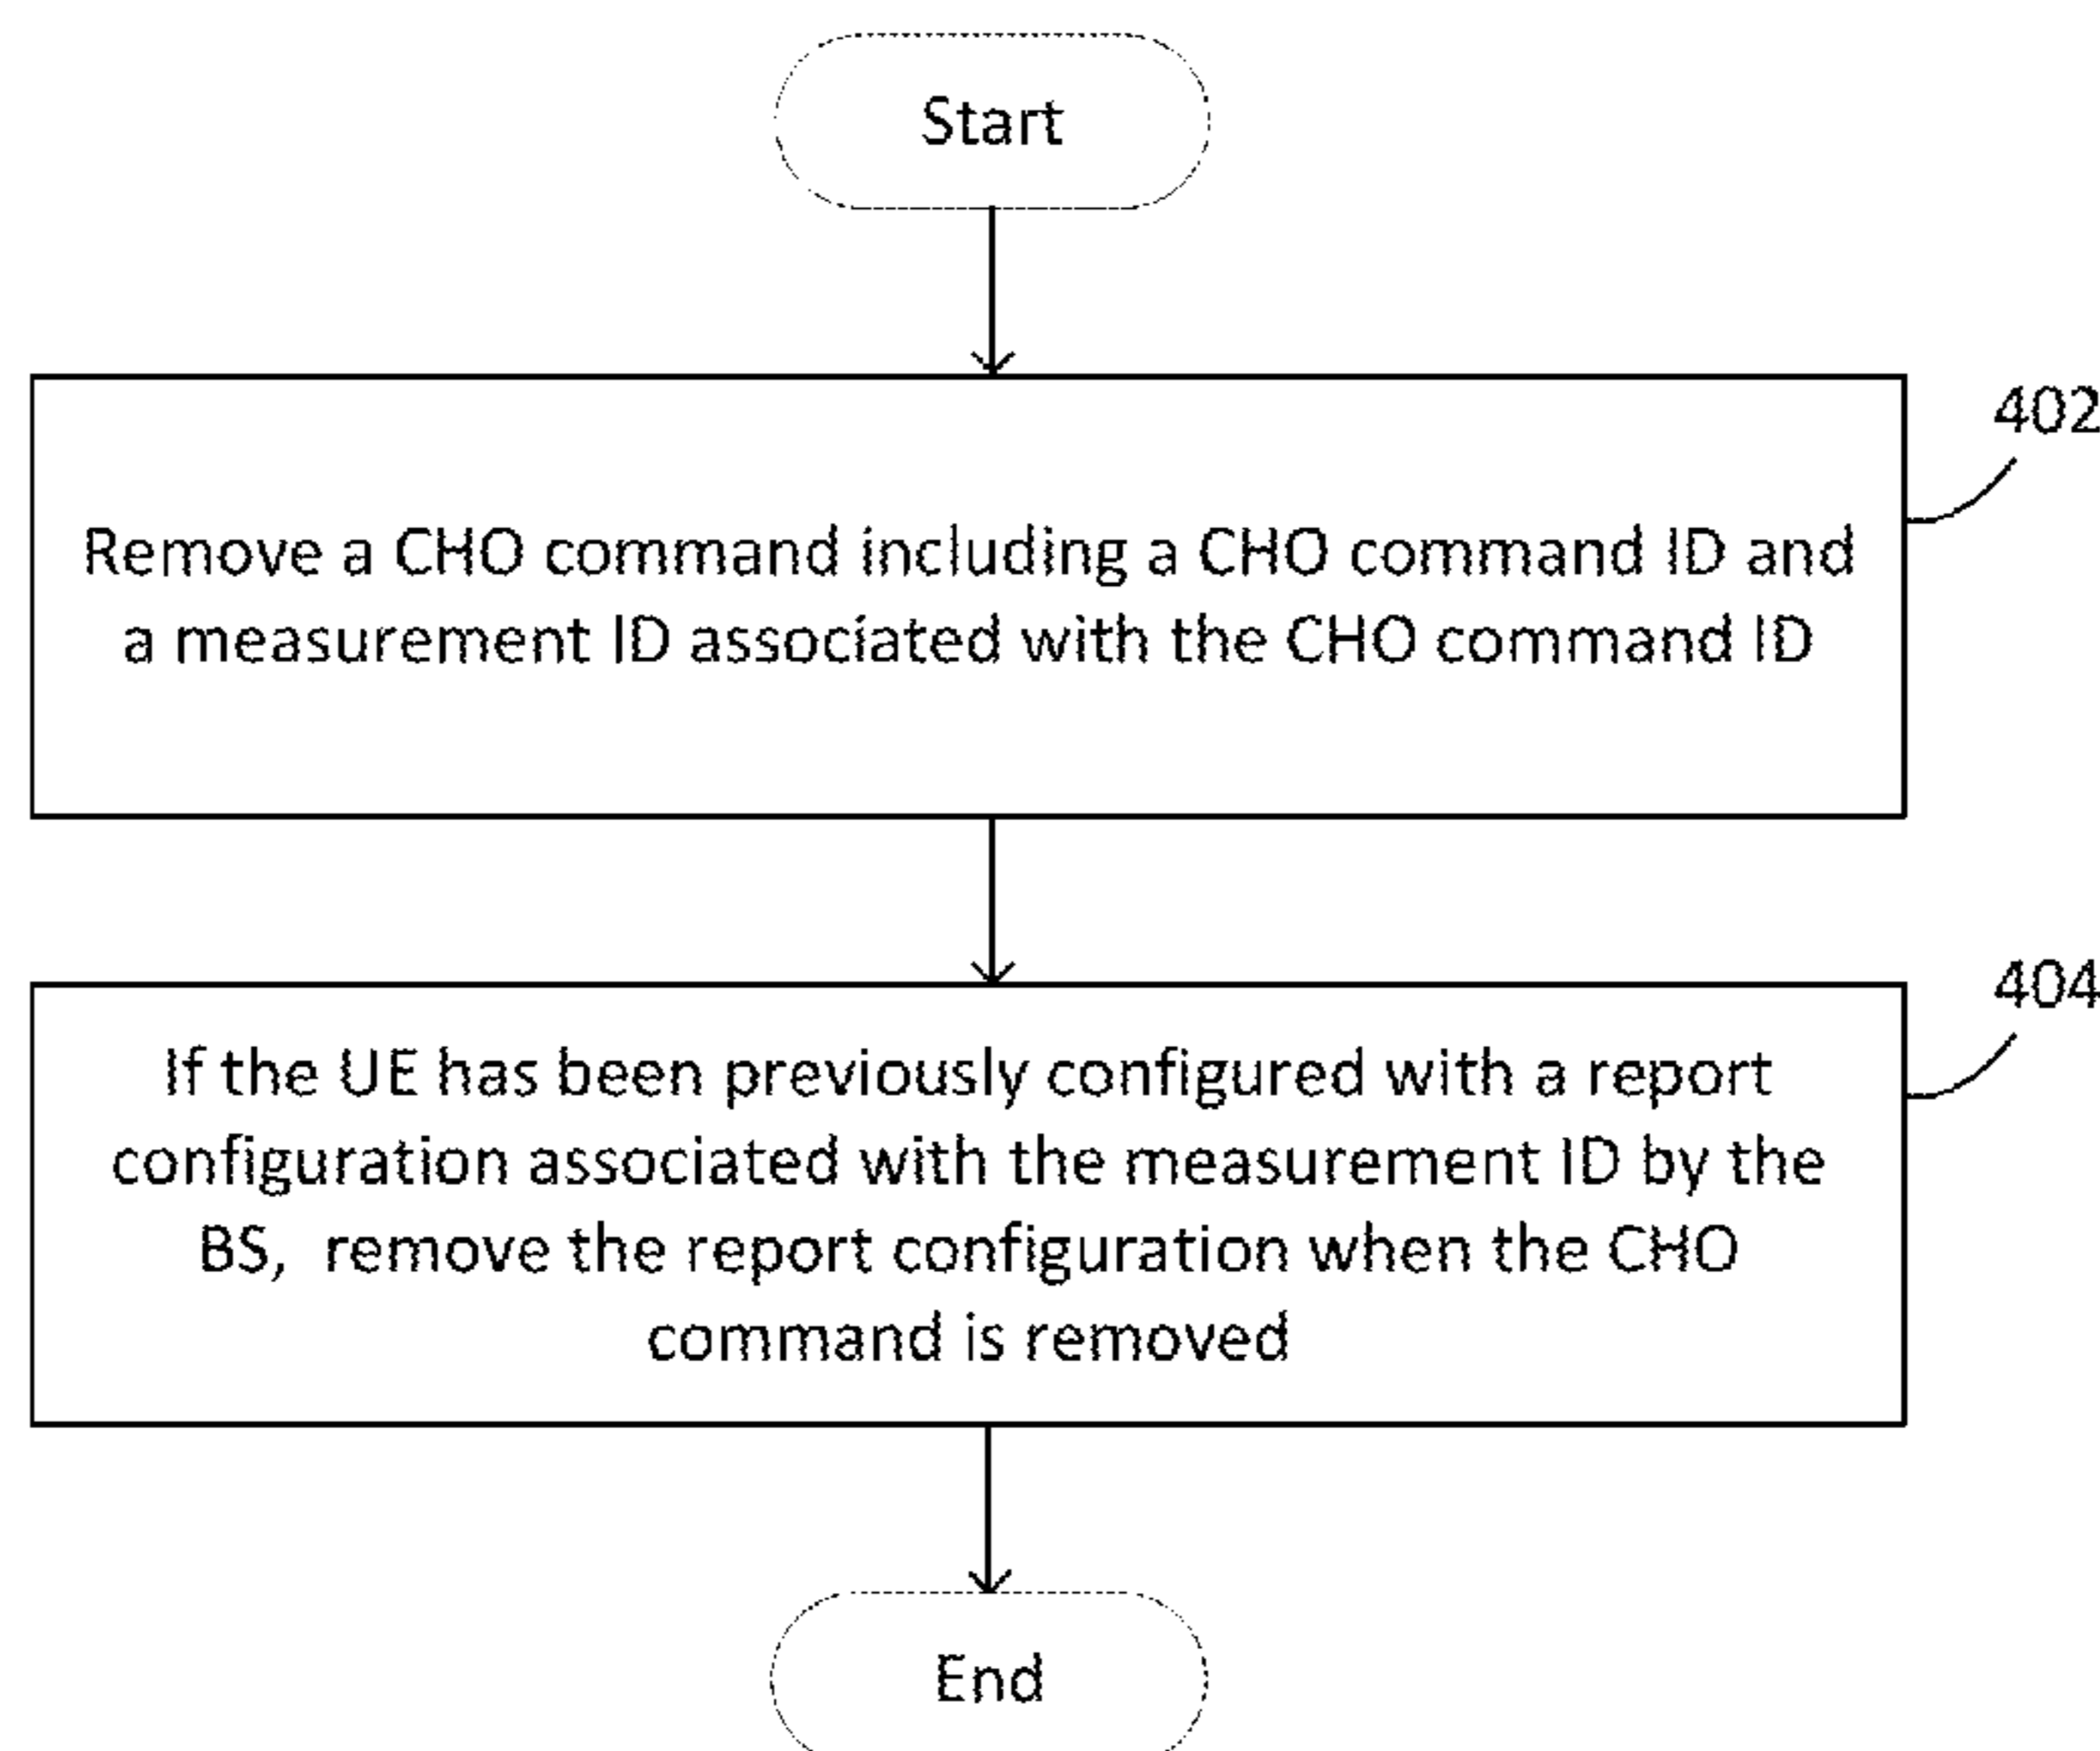 Start
402
Remove a CHO command including a CHO command ID and
a measurement ID associated with the CHO command ID
404
If the UE has been previously configured with a report
configuration associated with the measurement ID by the
BS, remove the report configuration when the CHO
command is removed
End